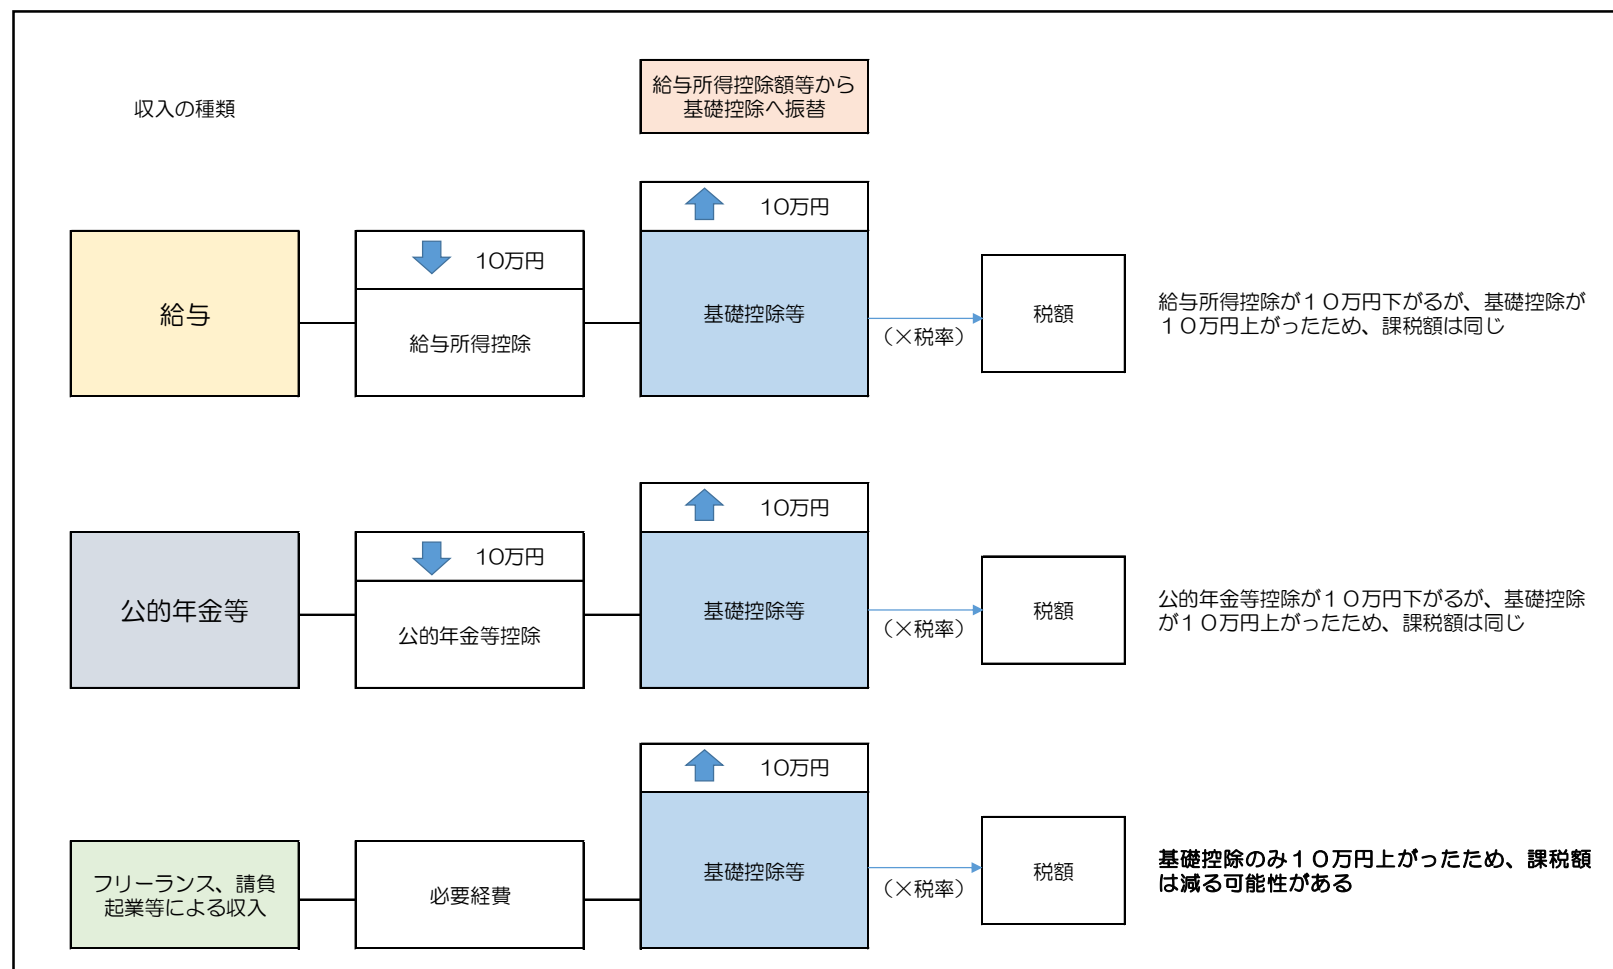 収入の種類
給与所得控除額等から
基礎控除へ振替
10万円
10万円
給与
給与所得控除
基礎控除等
（×税率）
税額
給与所得控除が１０万円下がるが、基礎控除が
１０万円上がったため、課税額は同じ
10万円
10万円
公的年金等
公的年金等控除
基礎控除等
（×税率）
税額
公的年金等控除が１０万円下がるが、基礎控除
が１０万円上がったため、課税額は同じ
10万円
フリーランス、請負
起業等による収入
必要経費
基礎控除等
（×税率）
税額
基礎控除のみ１０万円上がったため、課税額
は減る可能性がある